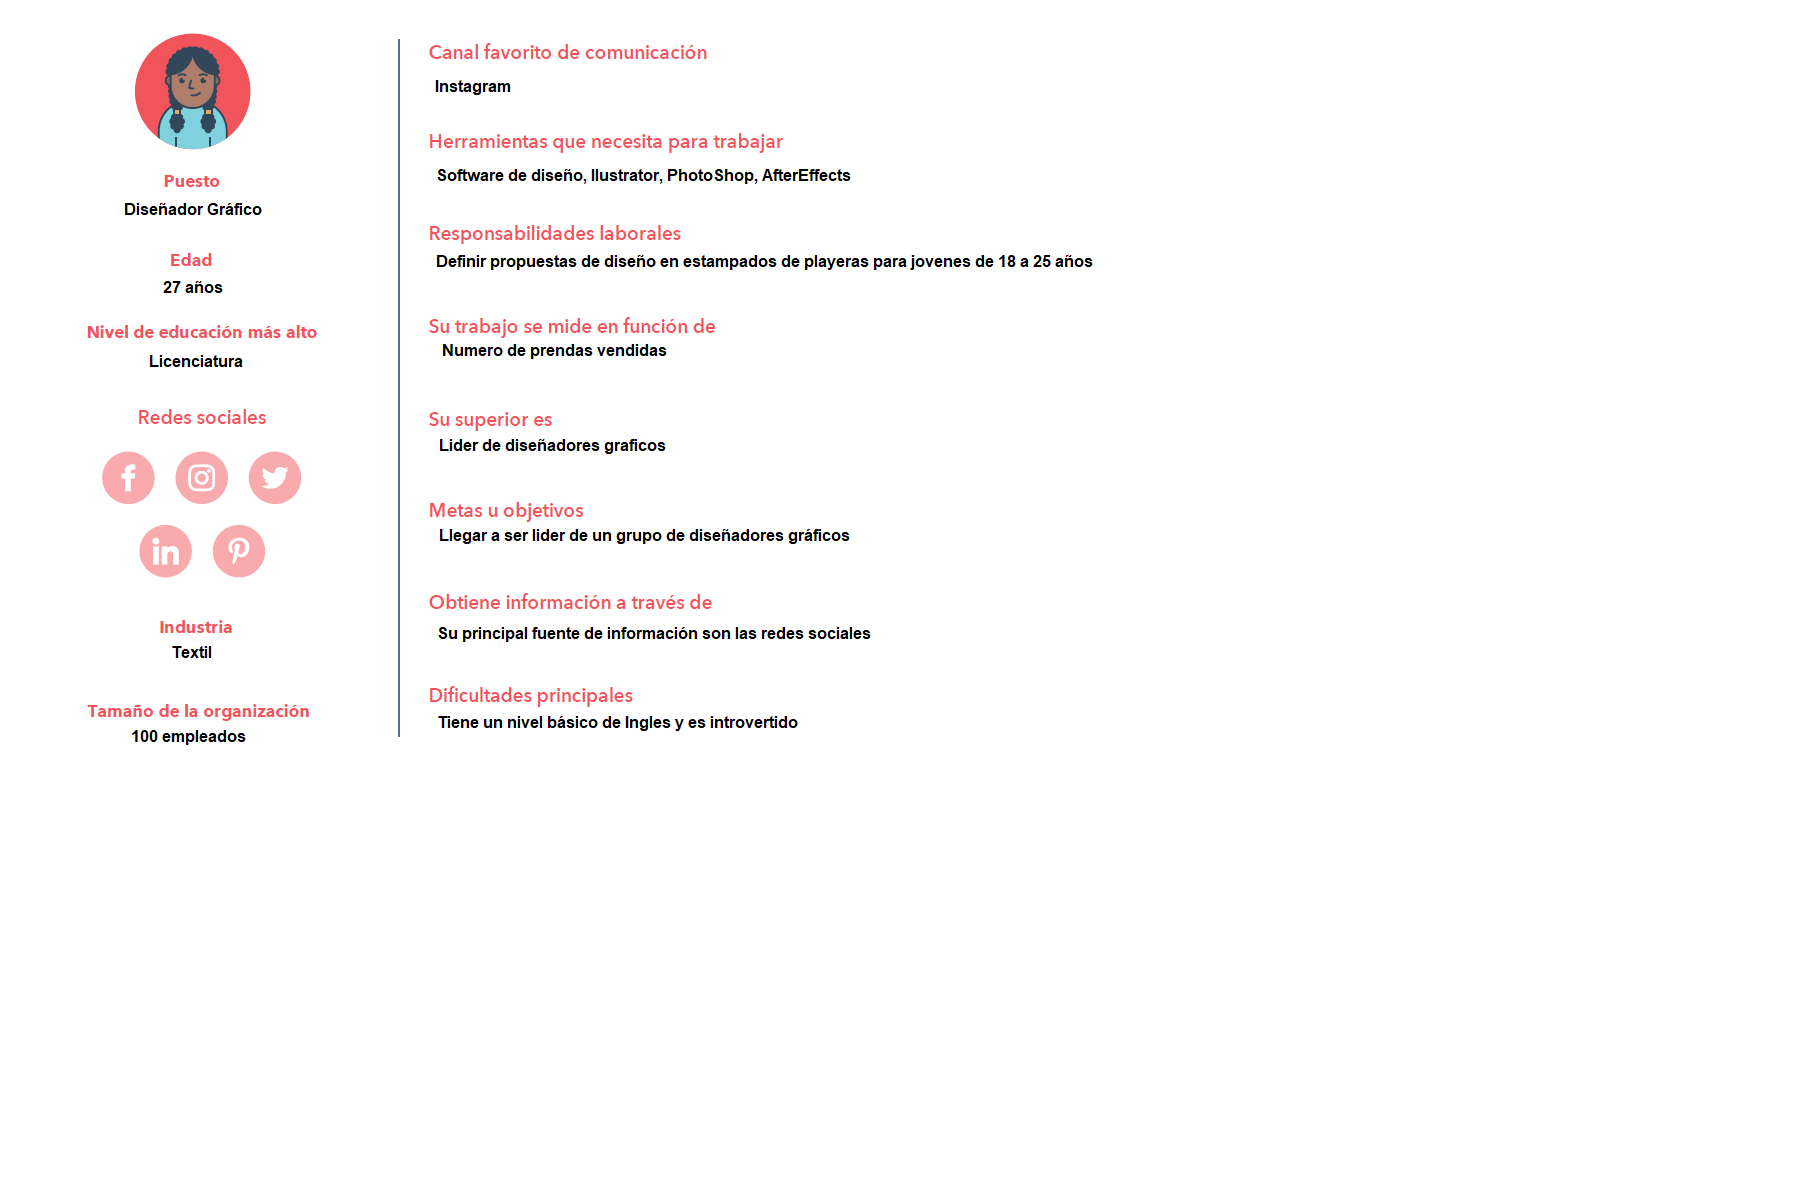 Puesto
Diseñador Gráfico
Edad
27 años
Nivel de educación más alto
Licenciatura
Redes sociales
Industria
Textil
Tamaño de la organización
100 empleados
Canal favorito de comunicación
Instagram
Herramientas que necesita para trabajar
Software de diseño, Ilustrator, PhotoShop, AfterEffects
Responsabilidades laborales
Definir propuestas de diseño en estampados de playeras para jovenes de 18 a 25 años
Su trabajo se mide en función de
Numero de prendas vendidas
Su superior es
Lider de diseñadores graficos
Metas u objetivos
Llegar a ser lider de un grupo de diseñadores gráficos
Obtiene información a través de
Su principal fuente de información son las redes sociales
Dificultades principales
Tiene un nivel básico de Ingles y es introvertido